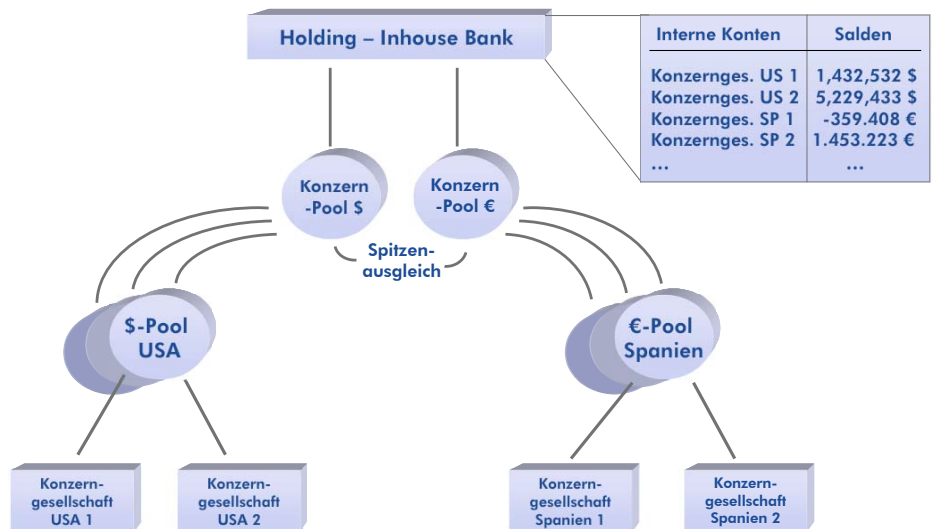 Holding – Inhouse Bank
Interne Konten Salden
Konzernges. US 1 1,432,532 $
Konzernges. US 2 5,229,433 $
Konzernges. SP 1 -359.408 €
Konzernges. SP 2 1.453.223 €
... ...
Konzern
-Pool $
Konzern
-Pool €
Spitzen-
ausgleich
$-Pool
USA
€-Pool
Spanien
Konzern-
gesellschaft
USA 1
Konzern-
gesellschaft
USA 2
Konzern-
gesellschaft
Spanien 1
Konzern-
gesellschaft
Spanien 2